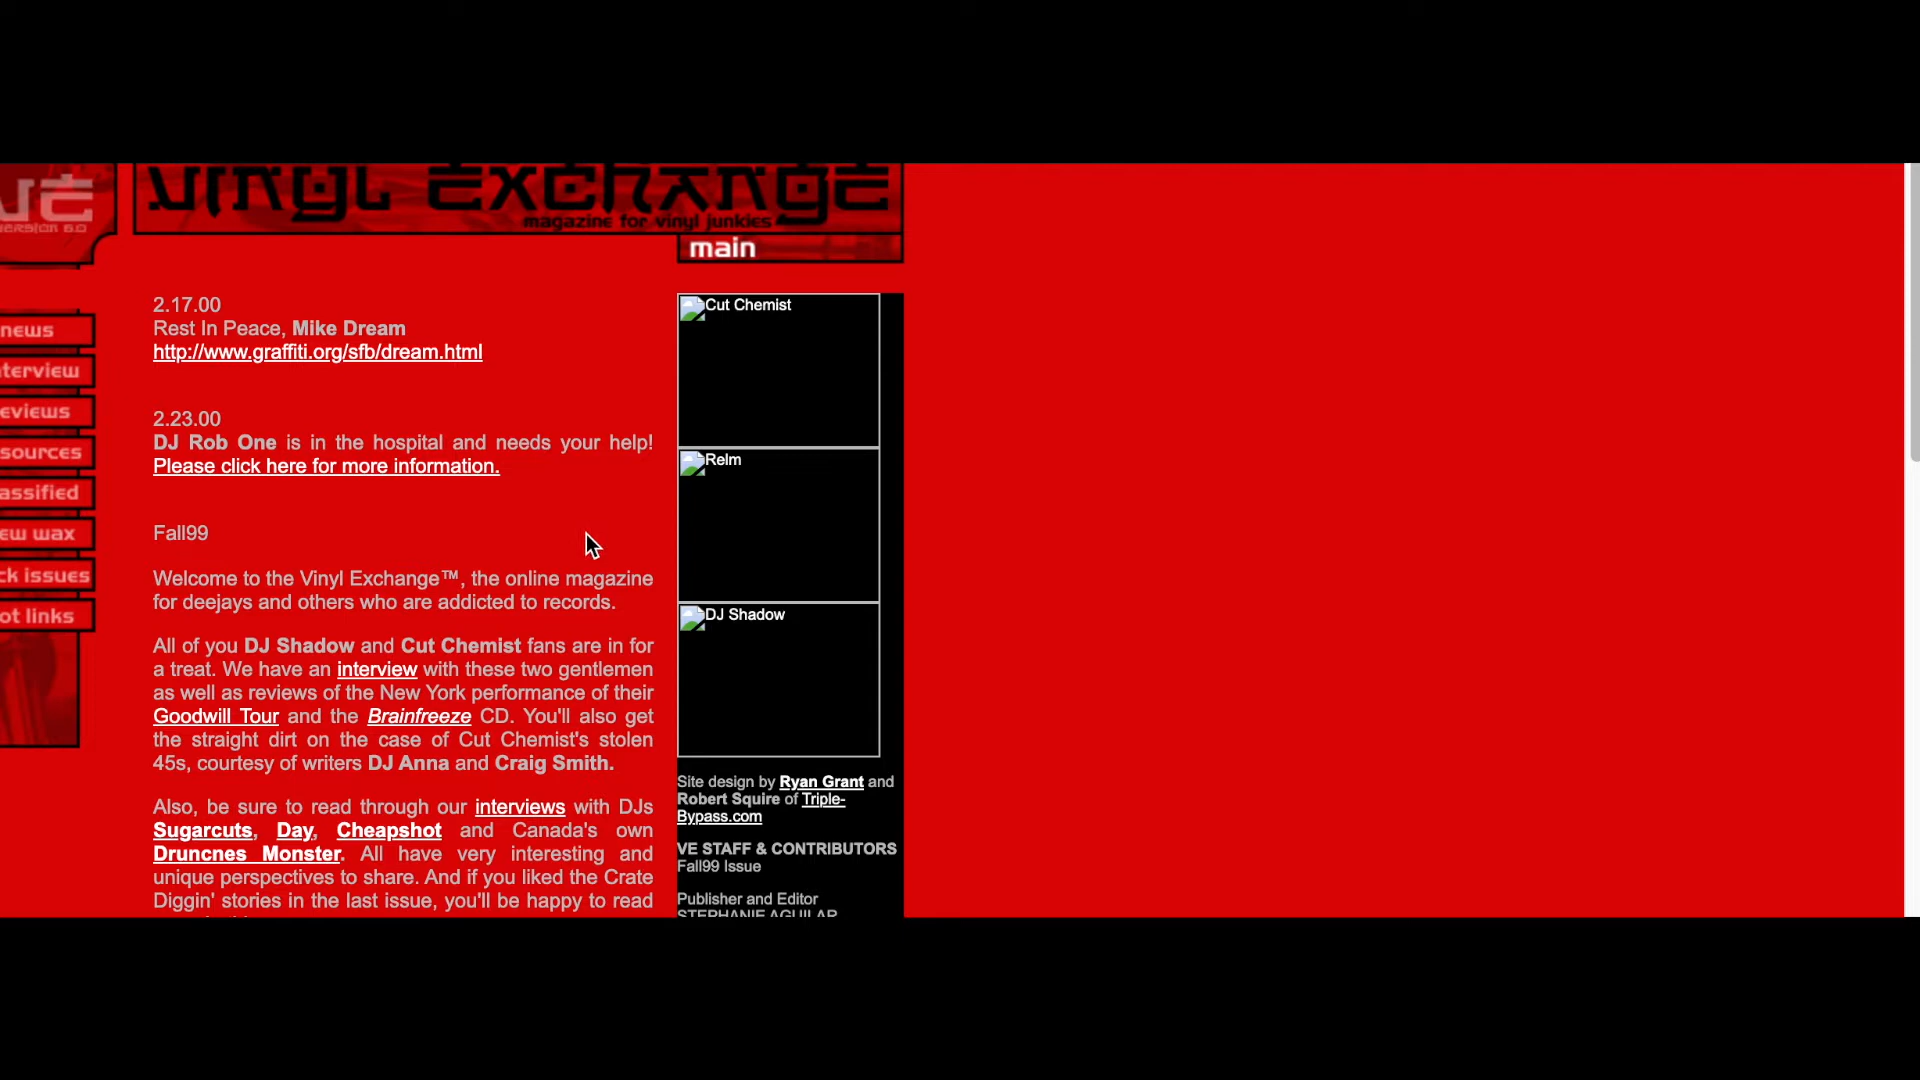 VE
version 6.0
VINYL EXCHANGE
magazine for vinyl junkies
main
news
terview
eviews
sources
assified
ew wax
ck issues
ot links
2.17.00
Rest In Peace, Mike Dream
http://www.graffiti.org/sfb/dream.html
2.23.00
DJ Rob One is in the hospital and needs your help!
Please click here for more information.
Fall99
Welcome to the Vinyl Exchange™, the online magazine
for deejays and others who are addicted to records.
All of you DJ Shadow and Cut Chemist fans are in for
a treat. We have an interview with these two gentlemen
as well as reviews of the New York performance of their
Goodwill Tour and the Brainfreeze CD. You'll also get
the straight dirt on the case of Cut Chemist's stolen
45s, courtesy of writers DJ Anna and Craig Smith.
Also, be sure to read through our interviews with DJs
Sugarcuts, Day, Cheapshot and Canada's own
Druncnes Monster. All have very interesting and
unique perspectives to share. And if you liked the Crate
Diggin' stories in the last issue, you'll be happy to read
Cut Chemist
Relm
DJ Shadow
Site design by Ryan Grant and
Robert Squire of Triple-
Bypass.com
VE STAFF & CONTRIBUTORS
Fall99 Issue
Publisher and Editor
STEPHANIE AGUILAR